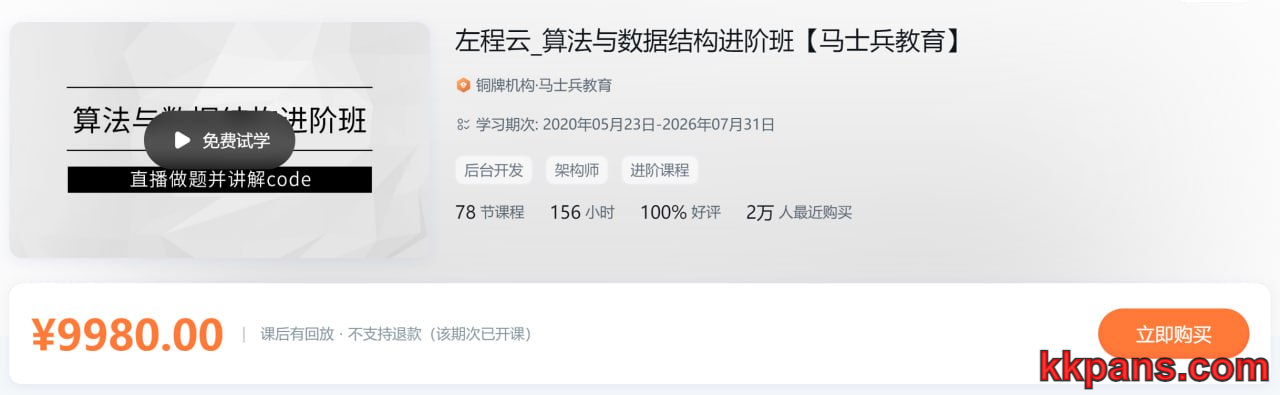 左程云_算法与数据结构进阶班【马士兵教育】
铜牌机构·马士兵教育
学习期次: 2020年05月23日-2026年07月31日
后台开发 架构师 进阶课程
78 节课程 156 小时 100% 好评 2万 人最近购买
算法与数据结构进阶班
免费试学
直播做题并讲解code
¥9980.00 | 课后有回放 · 不支持退款（该期次已开课）
立即购买
kkpans.com